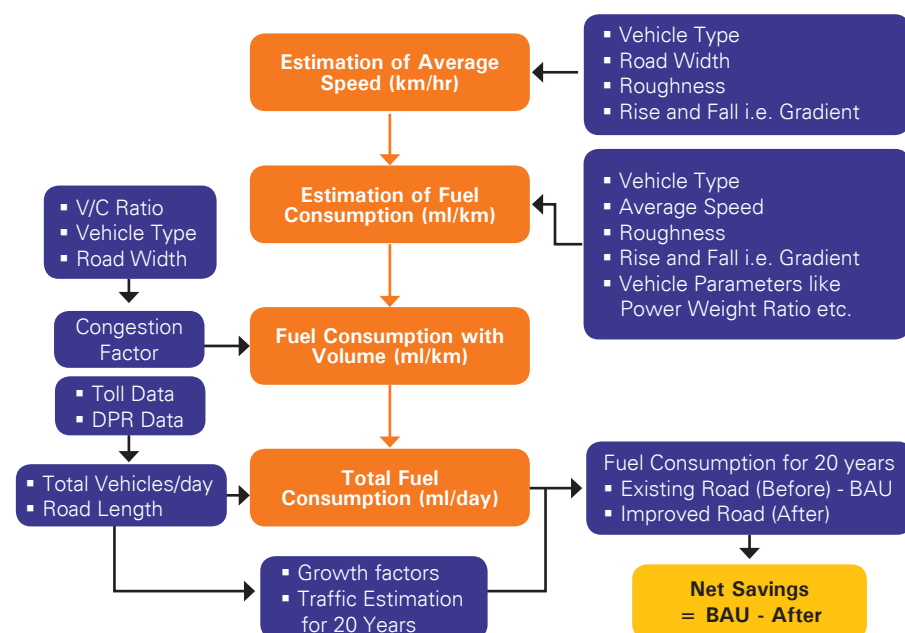 Estimation of Average
Speed (km/hr)
▪ Vehicle Type
▪ Road Width
▪ Roughness
▪ Rise and Fall i.e. Gradient
Estimation of Fuel
Consumption (ml/km)
▪ Vehicle Type
▪ Average Speed
▪ Roughness
▪ Rise and Fall i.e. Gradient
▪ Vehicle Parameters like
Power Weight Ratio etc.
▪ V/C Ratio
▪ Vehicle Type
▪ Road Width
Congestion
Factor
Fuel Consumption with
Volume (ml/km)
▪ Toll Data
▪ DPR Data
▪ Total Vehicles/day
▪ Road Length
Total Fuel
Consumption (ml/day)
Fuel Consumption for 20 years
▪ Existing Road (Before) - BAU
▪ Improved Road (After)
▪ Growth factors
▪ Traffic Estimation
for 20 Years
Net Savings
= BAU - After